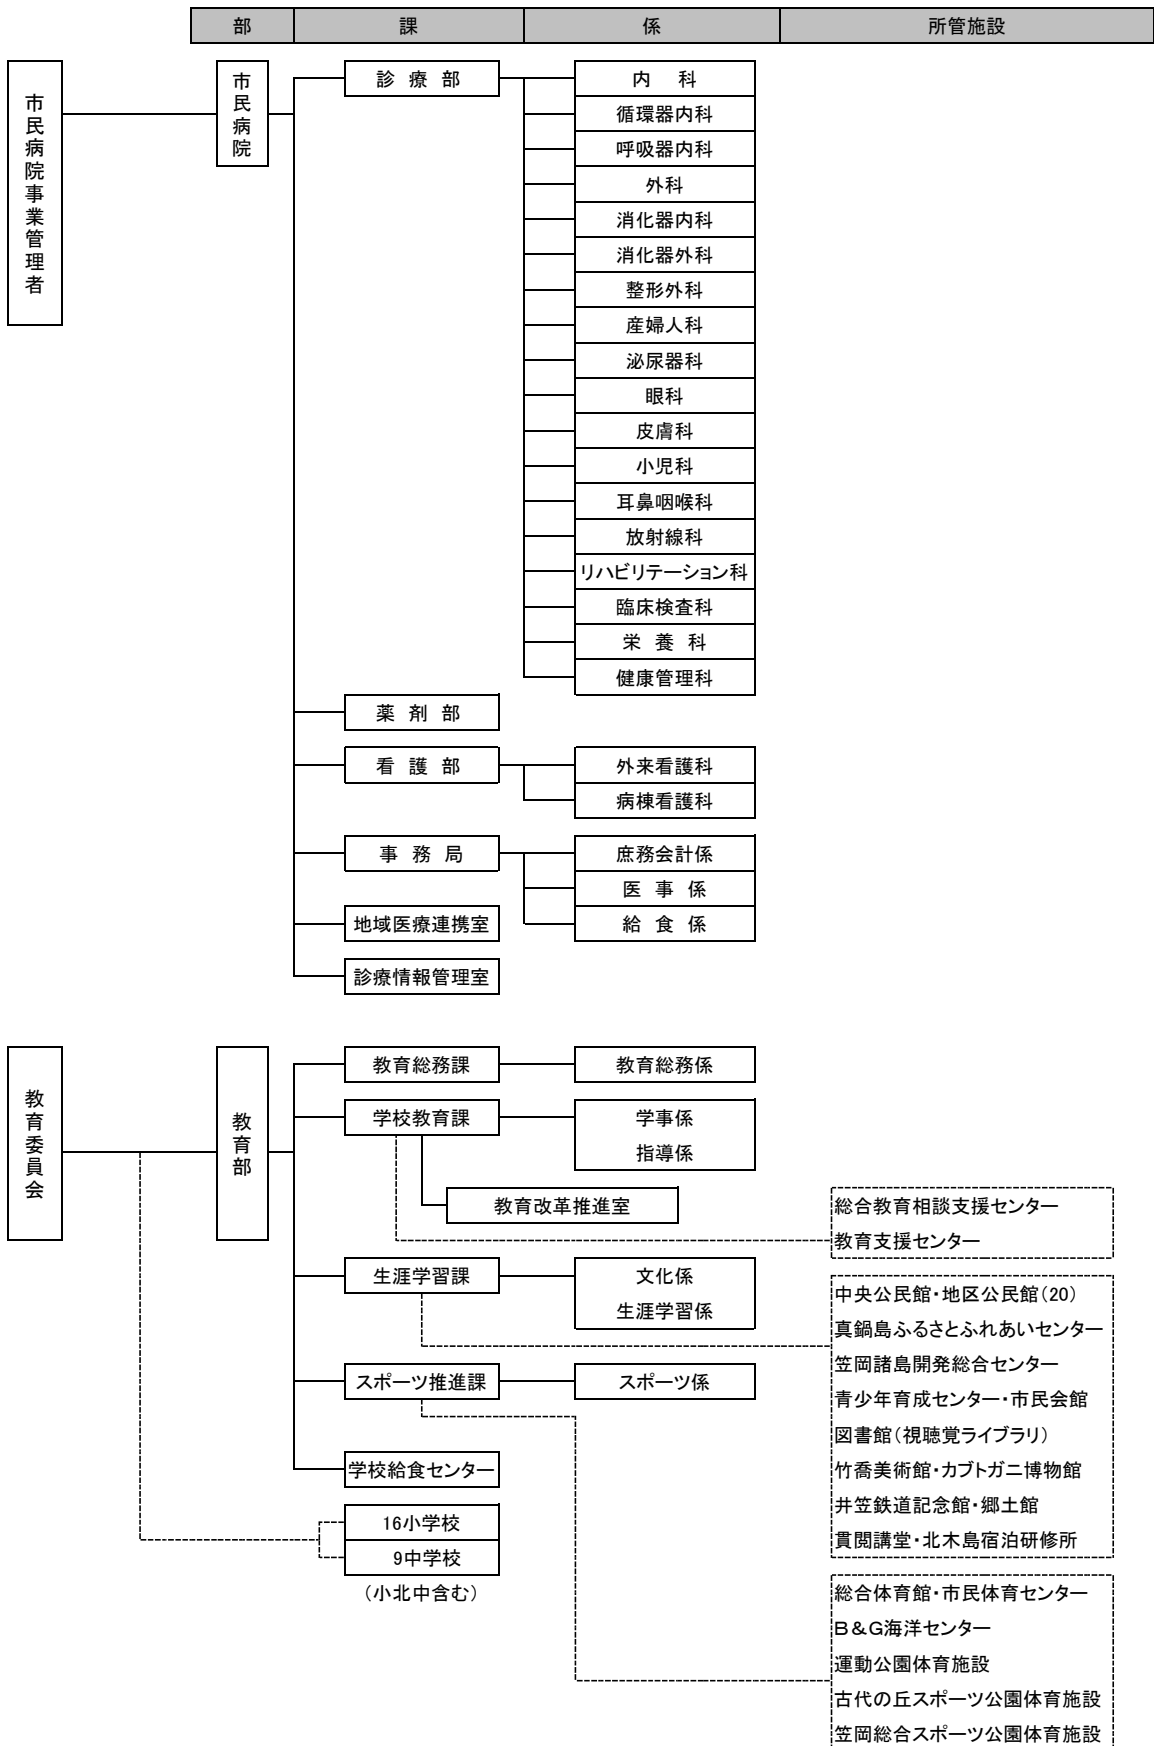 部
課
係
所管施設
市民病院事業管理者
市民病院
診 療 部
内　科
循環器内科
呼吸器内科
外科
消化器内科
消化器外科
整形外科
産婦人科
泌尿器科
眼科
皮膚科
小児科
耳鼻咽喉科
放射線科
リハビリテーション科
臨床検査科
栄 養 科
健康管理科
薬 剤 部
看 護 部
外来看護科
病棟看護科
事 務 局
庶務会計係
医 事 係
給 食 係
地域医療連携室
診療情報管理室
教育委員会
教育部
教育総務課
教育総務係
学校教育課
学事係
指導係
教育改革推進室
総合教育相談支援センター
教育支援センター
生涯学習課
文化係
生涯学習係
中央公民館・地区公民館（20）
真鍋島ふるさとふれあいセンター
笠岡諸島開発総合センター
青少年育成センター・市民会館
図書館（視聴覚ライブラリ）
竹喬美術館・カブトガニ博物館
井笠鉄道記念館・郷土館
貫閲講堂・北木島宿泊研修所
スポーツ推進課
スポーツ係
学校給食センター
16小学校
9中学校
（小北中含む）
総合体育館・市民体育センター
B＆G海洋センター
運動公園体育施設
古代の丘スポーツ公園体育施設
笠岡総合スポーツ公園体育施設